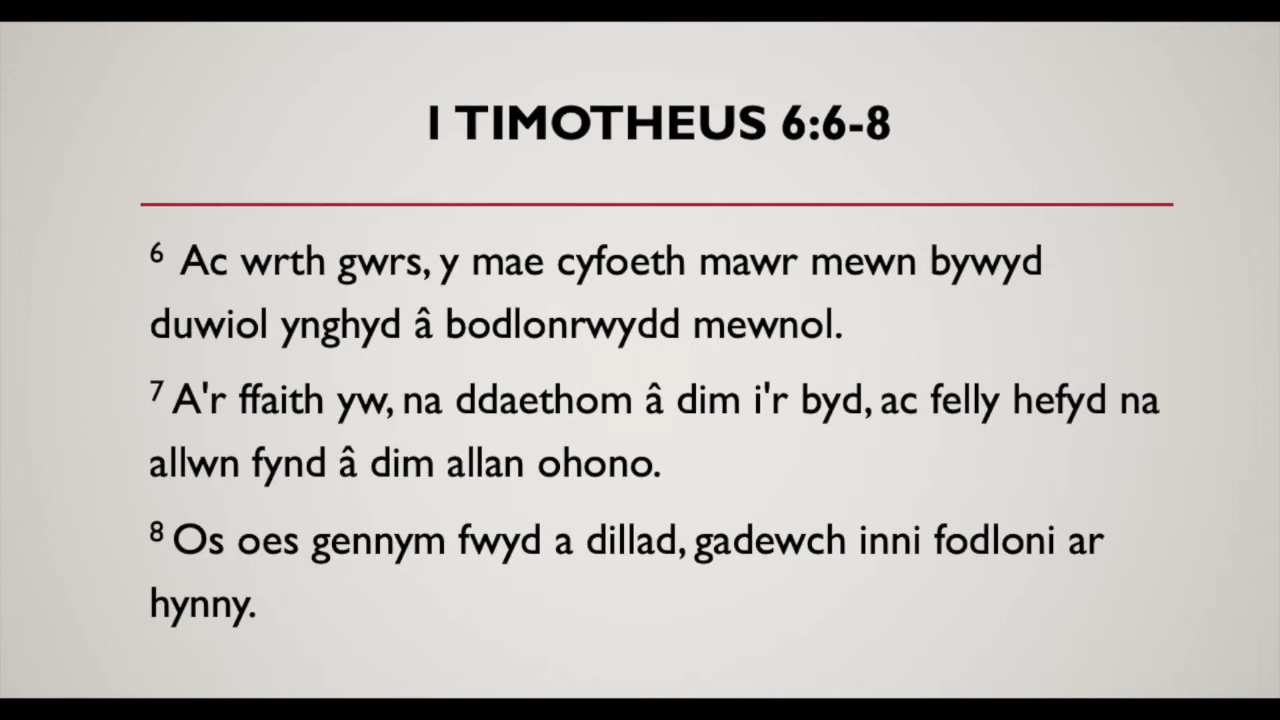 I TIMOTHEUS 6:6-8
6 Ac wrth gwrs, y mae cyfoeth mawr mewn bywyd
duwiol ynghyd â bodlonrwydd mewnol.
7 A'r ffaith yw, na ddaethom â dim i'r byd, ac felly hefyd na
allwn fynd â dim allan ohono.
8 Os oes gennym fwyd a dillad, gadewch inni fodloni ar
hynny.